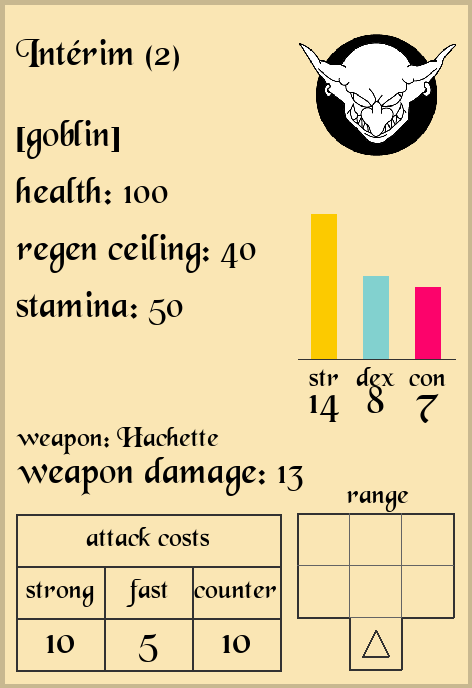 Intérim (2)
[goblin]
health: 100
regen ceiling: 40
stamina: 50
str dex con
14 8 7
weapon: Hachette
weapon damage: 13
range
attack costs
strong fast counter
10 5 10